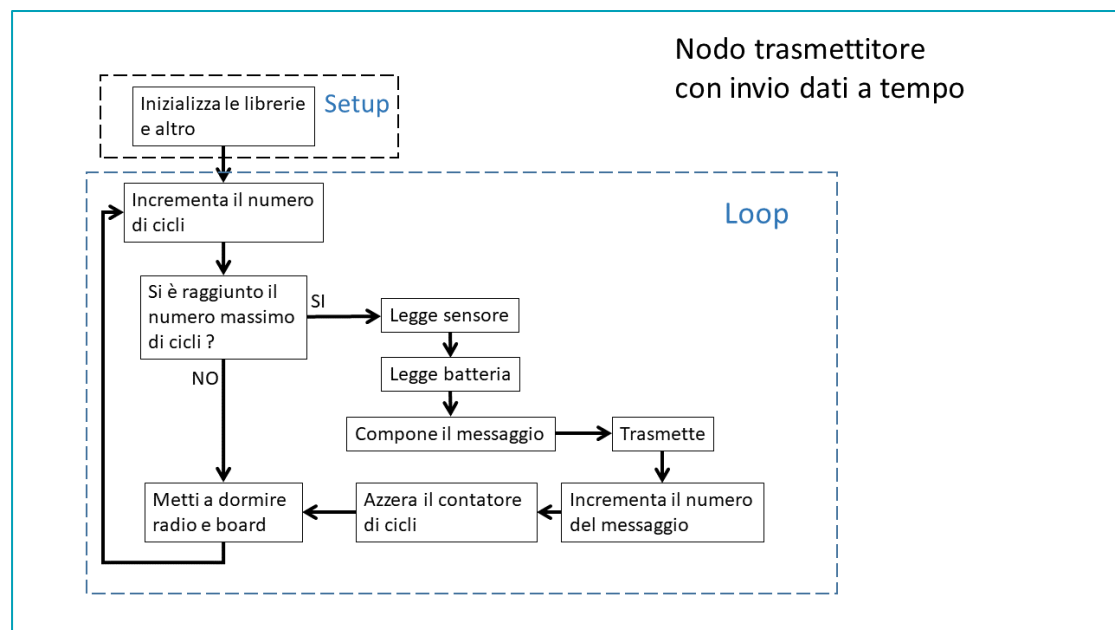 Nodo trasmettitore
con invio dati a tempo
Inizializza le librerie
e altro
Setup
Incrementa il numero
di cicli
Loop
Si è raggiunto il
numero massimo
di cicli ?
SI
Legge sensore
NO
Legge batteria
Compone il messaggio
Trasmette
Metti a dormire
radio e board
Azzera il contatore
di cicli
Incrementa il numero
del messaggio